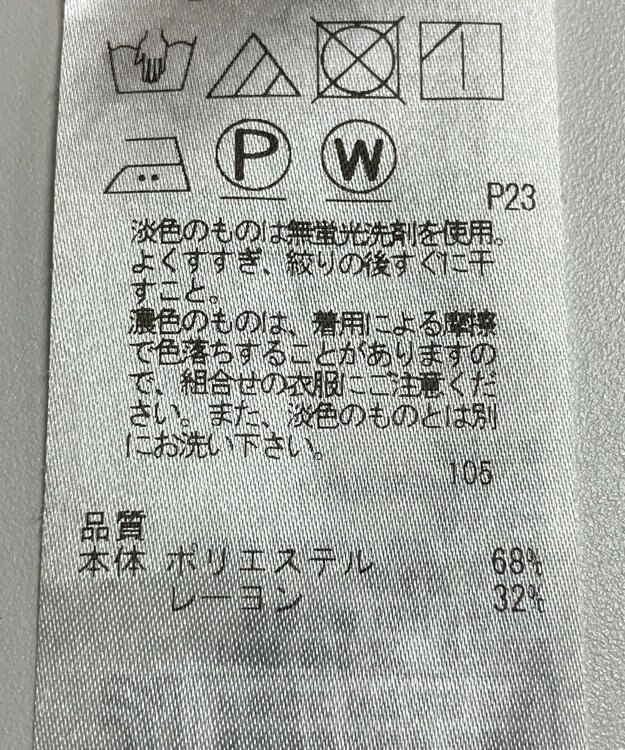 P W
P23
淡色のものは無蛍光洗剤を使用。
よくすすぎ、絞りの後すぐに干
すこと。
濃色のものは、着用による摩擦
で色落ちすることがありますの
で、組合せの衣服にご注意くだ
さい。また、淡色のものとは別
にお洗い下さい。
105
品質
本体 ポリエステル 68%
レーヨン 32%